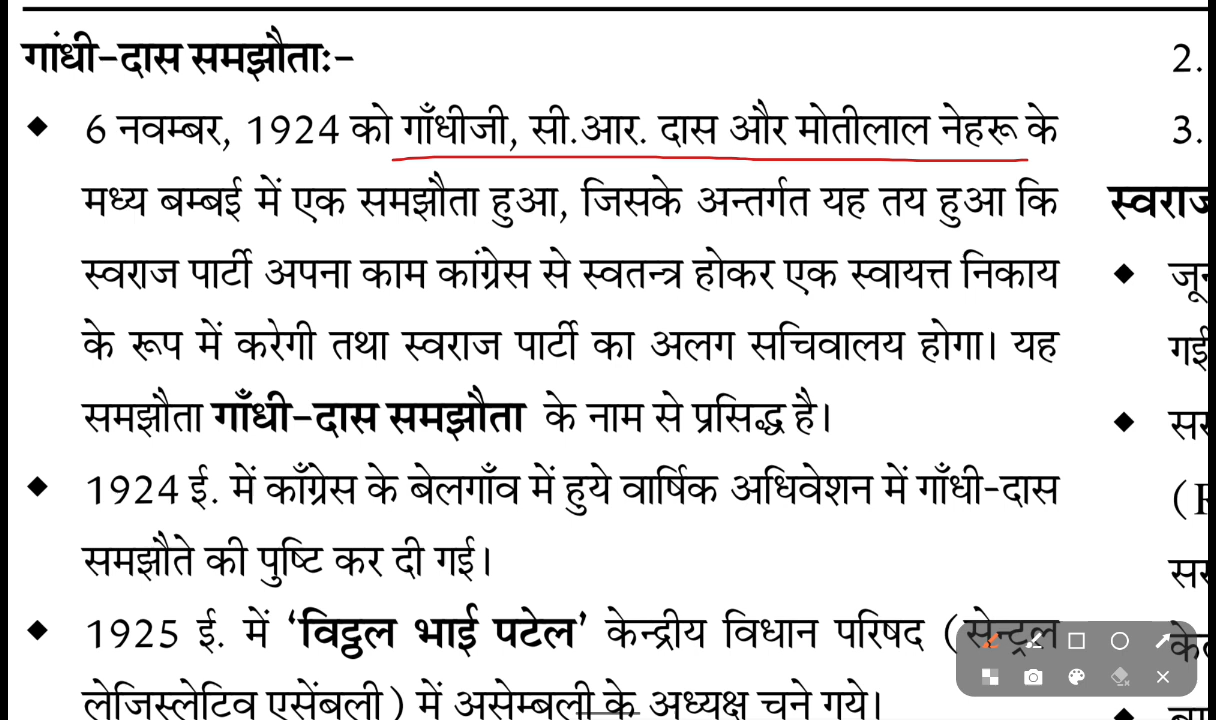 गांधी-दास समझौताः-
◆ 6 नवम्बर, 1924 को गाँधीजी, सी.आर. दास और मोतीलाल नेहरू के
मध्य बम्बई में एक समझौता हुआ, जिसके अन्तर्गत यह तय हुआ कि
स्वराज पार्टी अपना काम कांग्रेस से स्वतन्त्र होकर एक स्वायत्त निकाय
के रूप में करेगी तथा स्वराज पार्टी का अलग सचिवालय होगा। यह
समझौता गाँधी-दास समझौता के नाम से प्रसिद्ध है।
◆ 1924 ई. में काँग्रेस के बेलगाँव में हुये वार्षिक अधिवेशन में गाँधी-दास
समझौते की पुष्टि कर दी गई।
◆ 1925 ई. में ‘विट्ठल भाई पटेल’ केन्द्रीय विधान परिषद (सेन्ट्रल
लेजिस्लेटिव एसेंबली) में असेम्बली के अध्यक्ष चुने गये।
2.
3.
स्वराज
◆ जून
गई
◆
(